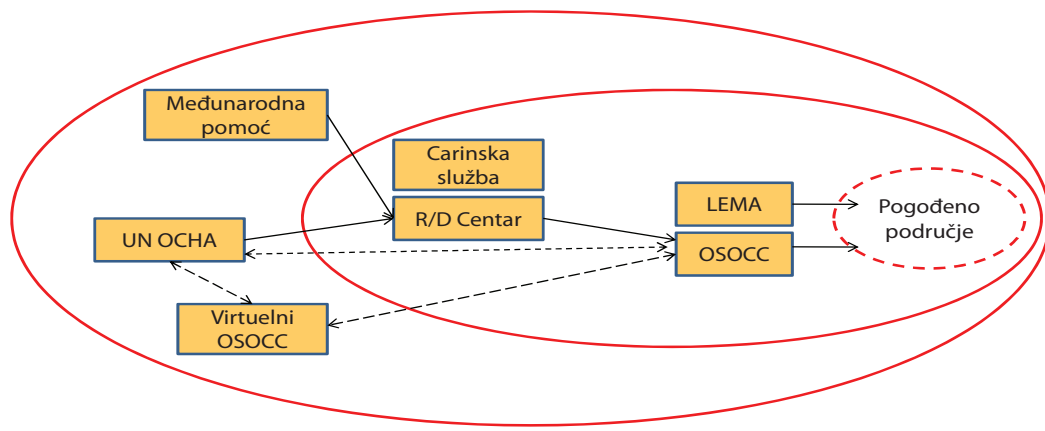 Međunarodna
pomoć
Carinska
služba
R/D Centar
LEMA
OSOCC
Pogođeno
područje
UN OCHA
Virtuelni
OSOCC